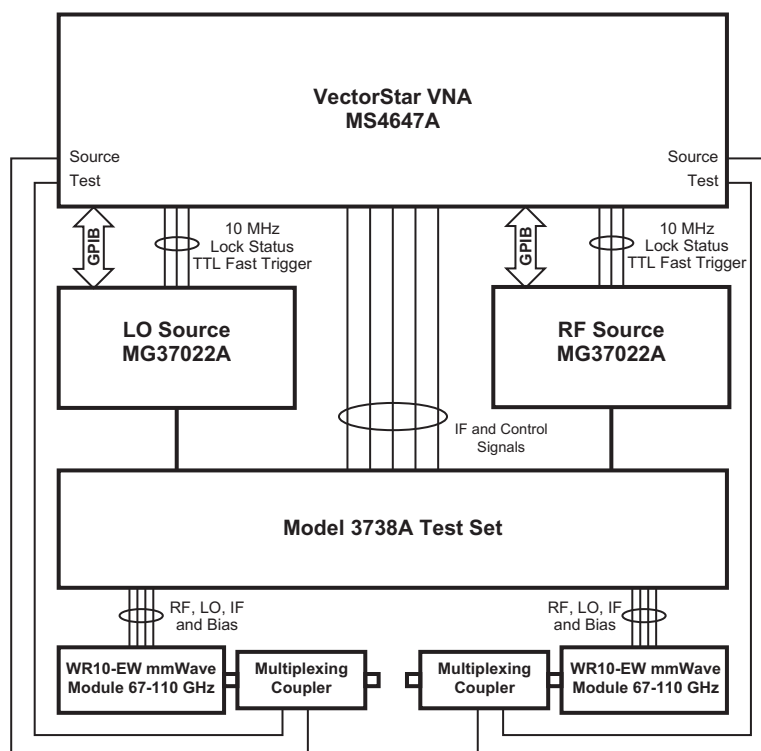 VectorStar VNA
MS4647A
Source
Test
Source
Test
GPIB
10 MHz
Lock Status
TTL Fast Trigger
GPIB
10 MHz
Lock Status
TTL Fast Trigger
LO Source
MG37022A
RF Source
MG37022A
IF and Control
Signals
Model 3738A Test Set
RF, LO, IF
and Bias
RF, LO, IF
and Bias
WR10-EW mmWave
Module 67-110 GHz
Multiplexing
Coupler
Multiplexing
Coupler
WR10-EW mmWave
Module 67-110 GHz